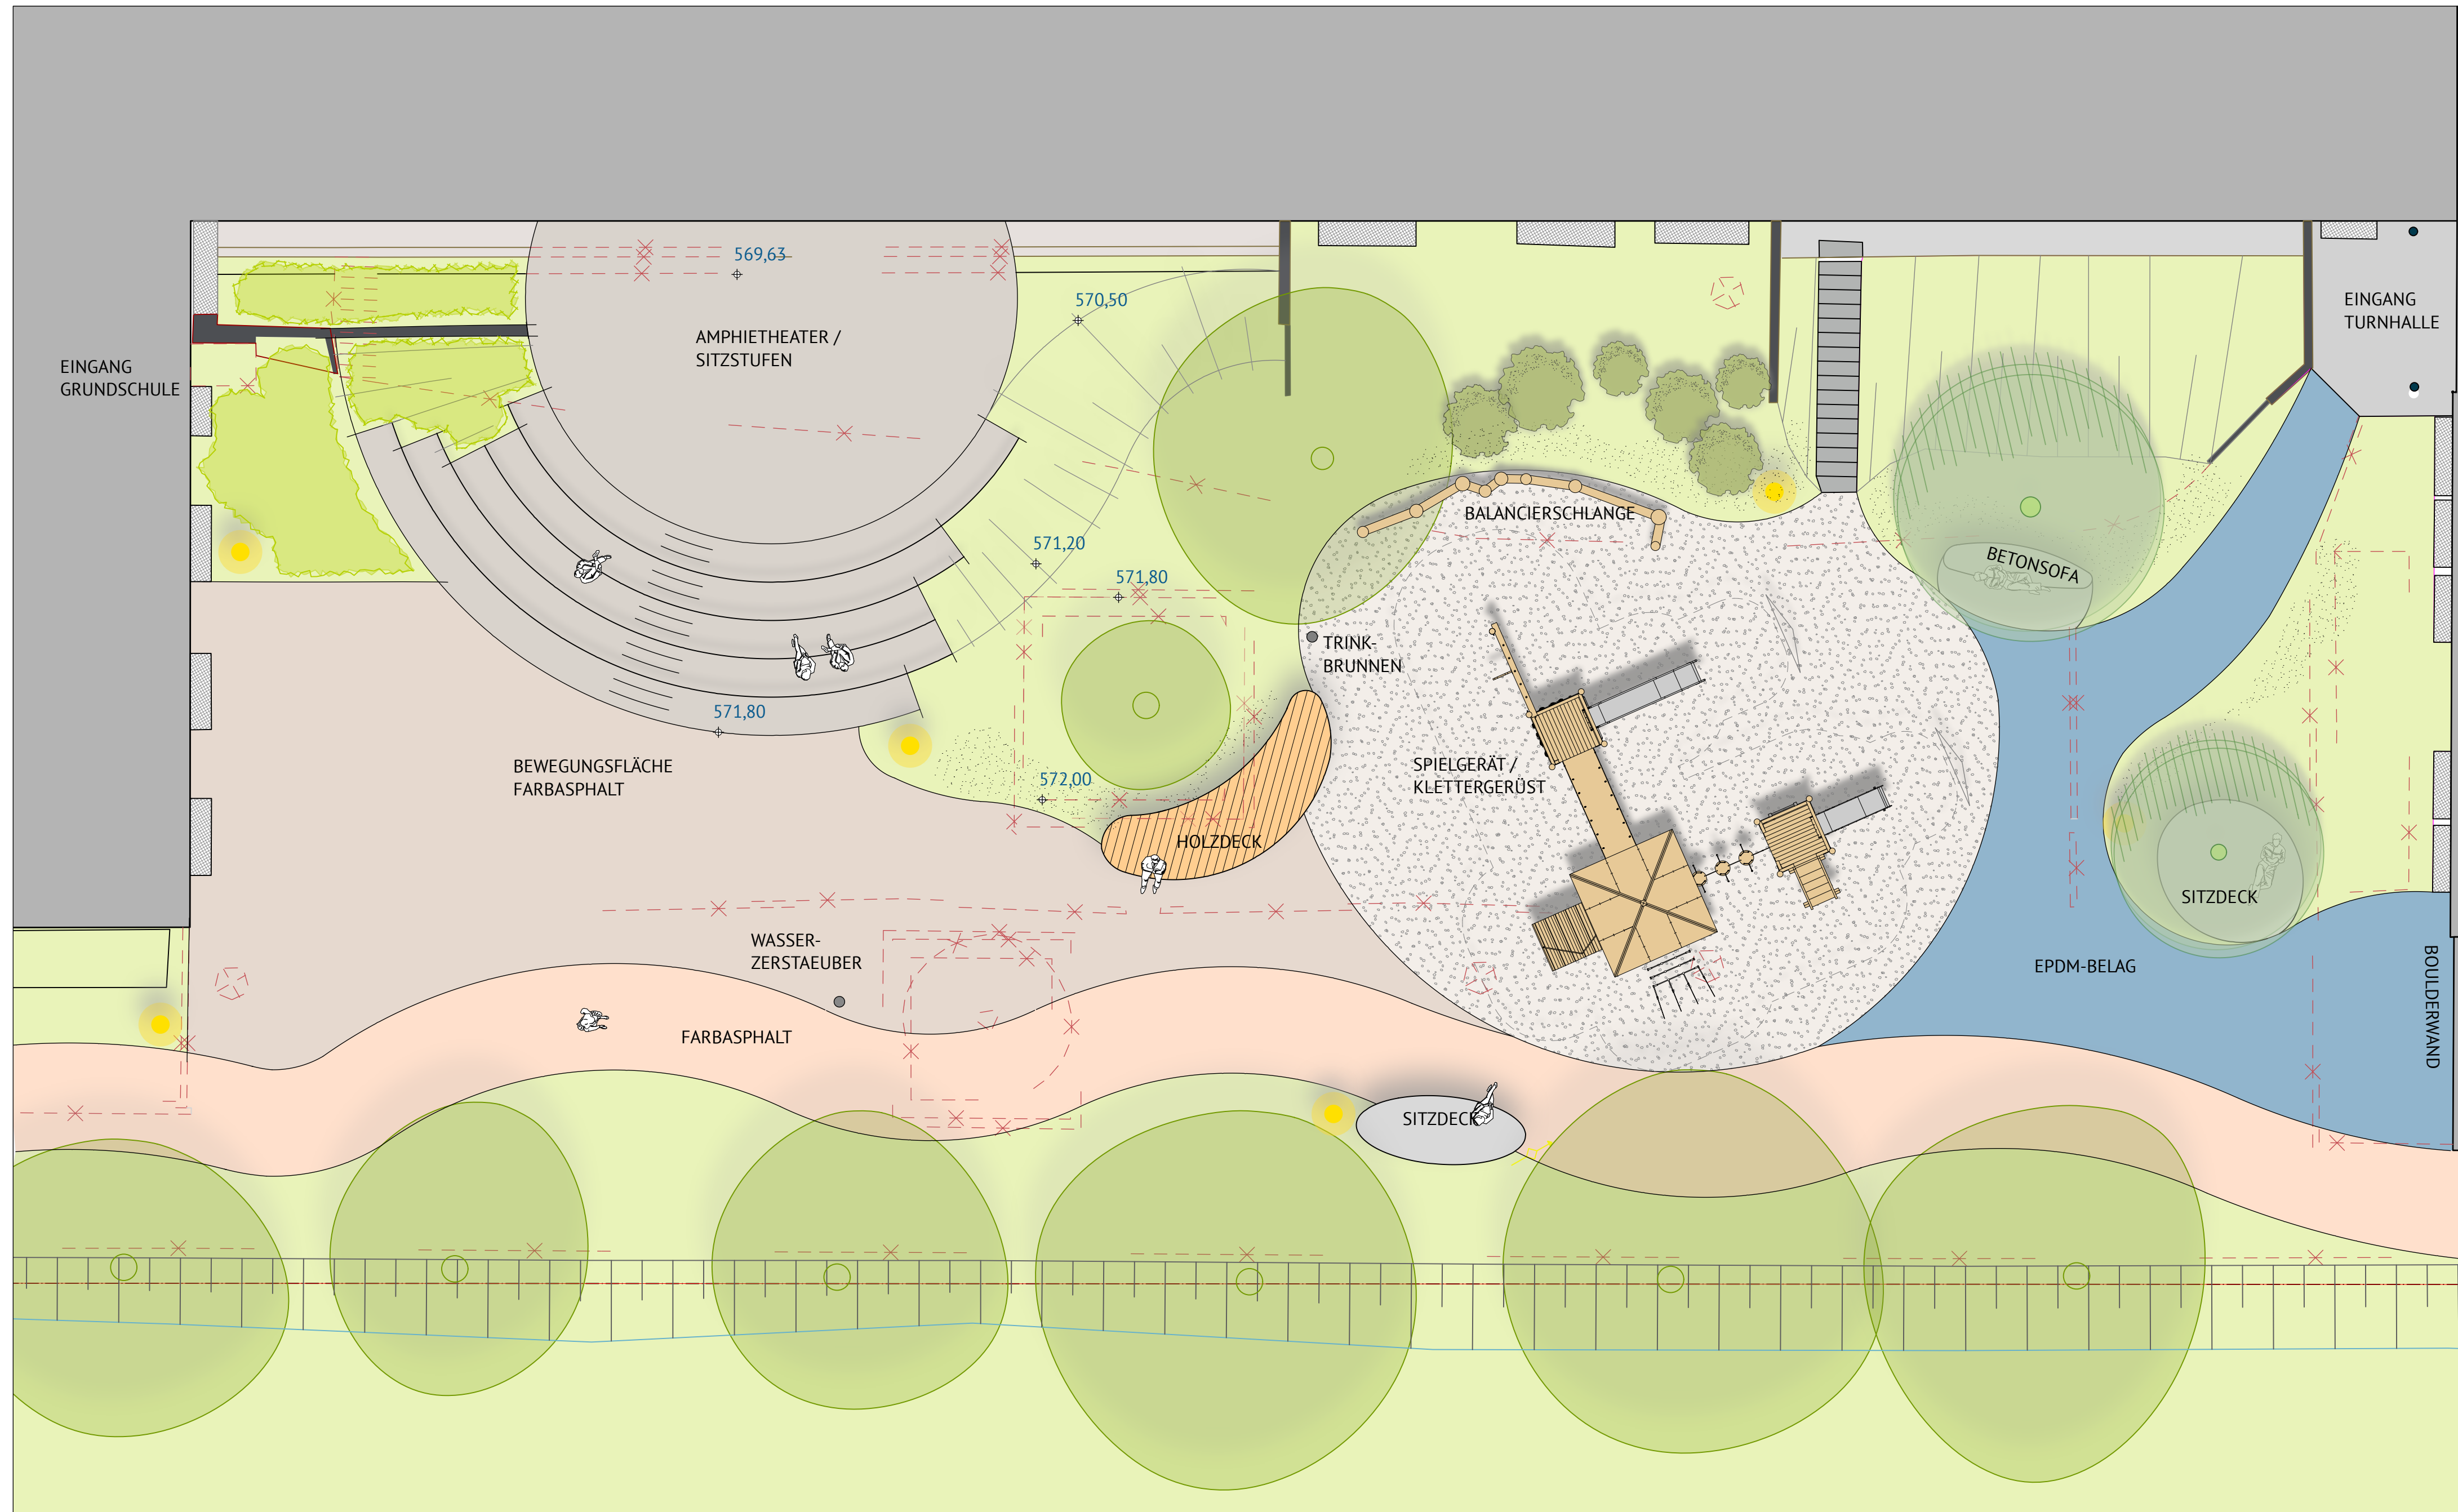 569,63
570,50
AMPHIETHEATER /
SITZSTUFEN
EINGANG
GRUNDSCHULE
EINGANG
TURNHALLE
BALANCIERSCHLANGE
571,20
571,80
BETONSOFA
TRINK-
BRUNNEN
571,80
BEWEGUNGSFLÄCHE
FARBASPHALT
572,00
HOLZDECK
SPIELGERÄT /
KLETTERGERÜST
SITZDECK
WASSER-
ZERSTAEUBER
EPDM-BELAG
BOULDERWAND
FARBASPHALT
SITZDECK